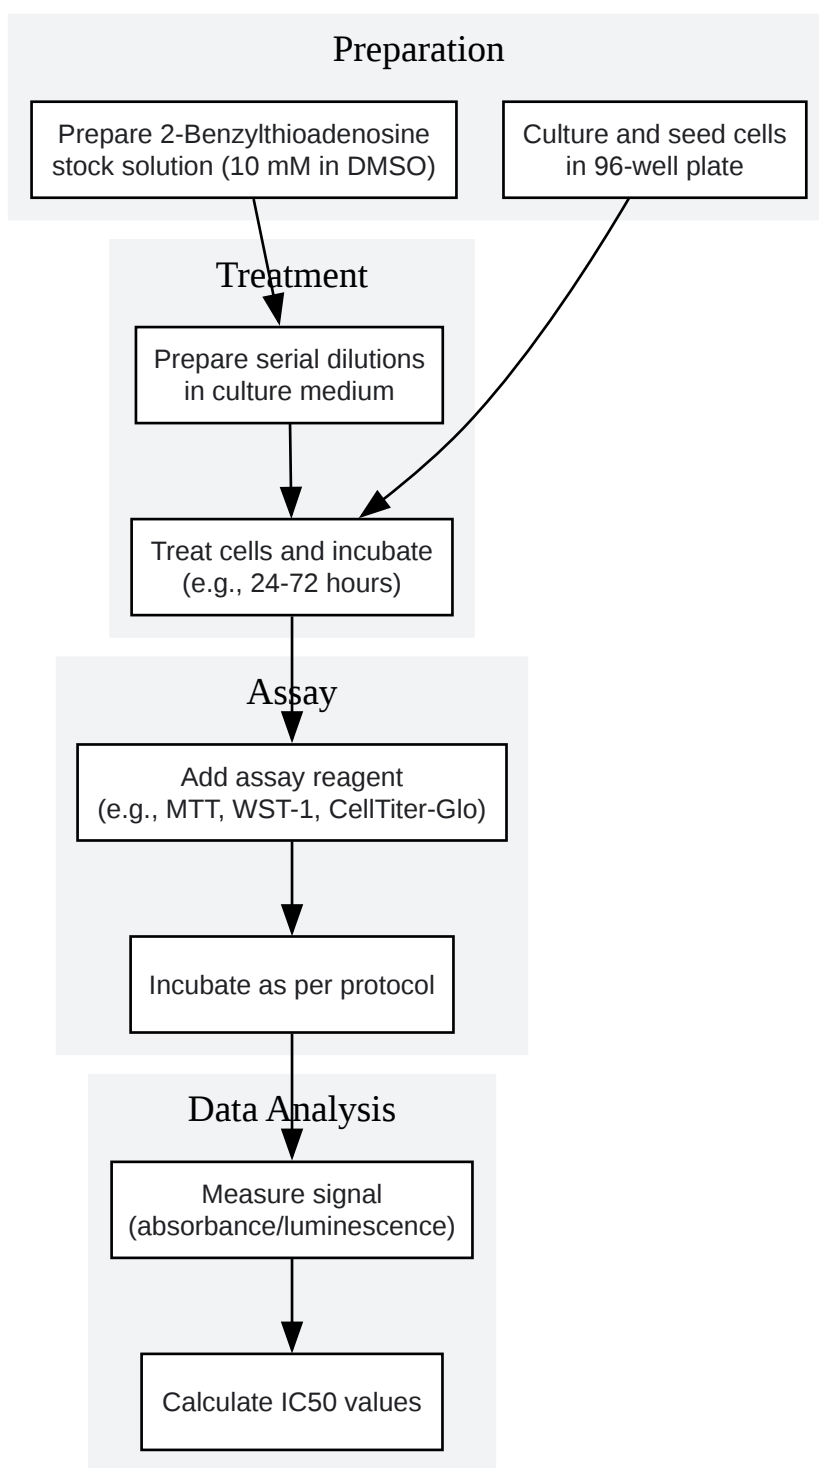 Preparation
Prepare 2-Benzylthioadenosine
stock solution (10 mM in DMSO)
Culture and seed cells
in 96-well plate
Treatment
Prepare serial dilutions
in culture medium
Treat cells and incubate
(e.g., 24-72 hours)
Assay
Add assay reagent
(e.g., MTT, WST-1, CellTiter-Glo)
Incubate as per protocol
Data Analysis
Measure signal
(absorbance/luminescence)
Calculate IC50 values